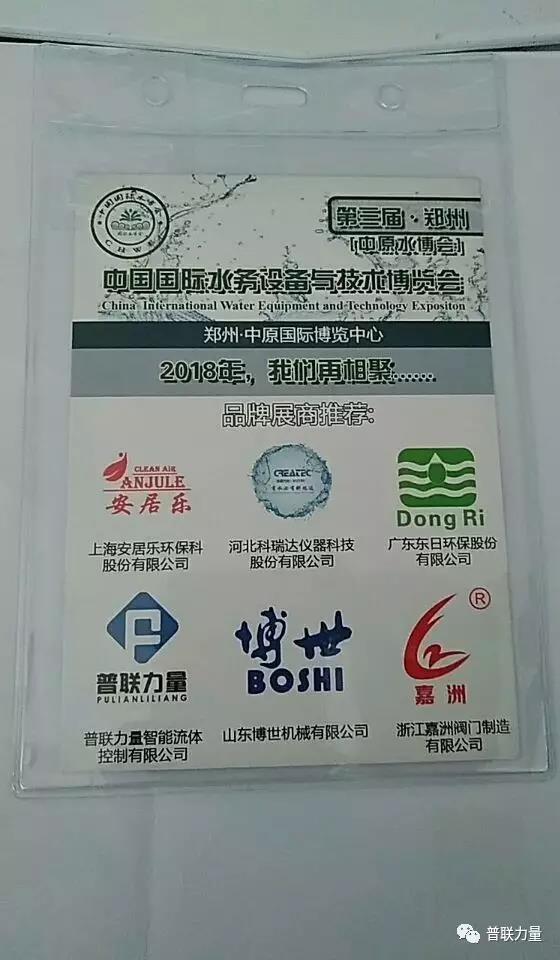 中国国际水博会
CHWE
第三届·郑州
[中原水博会]
中国国际水务设备与技术博览会
China International Water Equipment and Technology Expositon
郑州·中原国际博览中心
2018年，我们再相聚......
品牌展商推荐:
CLEAN AIR
ANJULE
安居乐
上海安居乐环保科
股份有限公司
CREATEC
河北科瑞达仪器科技
股份有限公司
Dong Ri
广东东日环保股份
有限公司
普联力量
PULIANLILIANG
普联力量智能流体
控制有限公司
博世
BOSHI
山东博世机械有限公司
®
嘉洲
浙江嘉洲阀门制造
有限公司
普联力量